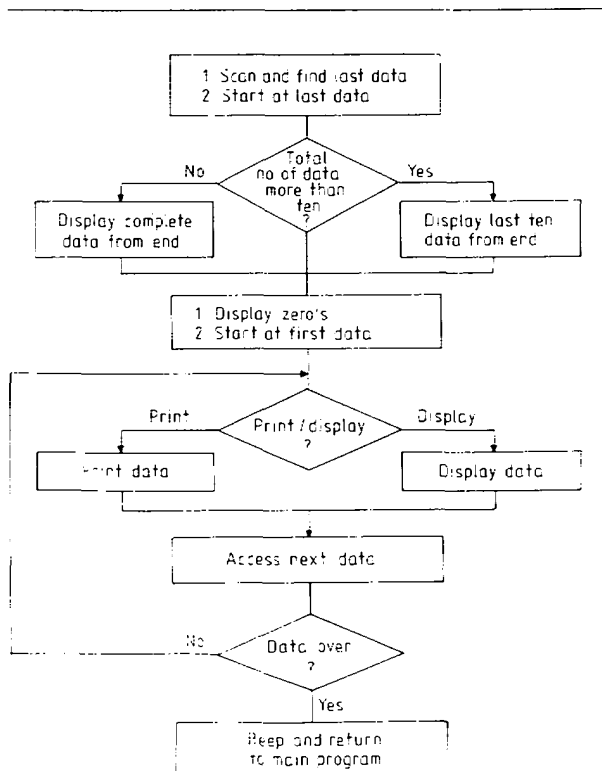 1 Scan and find last data
2 Start at last data
Total
no of data
more than
ten
?
No
Yes
Display complete
data from end
Display last ten
data from end
1 Display zero's
2 Start at first data
Print/display
?
Print
Display
Print data
Display data
Access next data
Data over
?
No
Yes
Beep and return
to main program